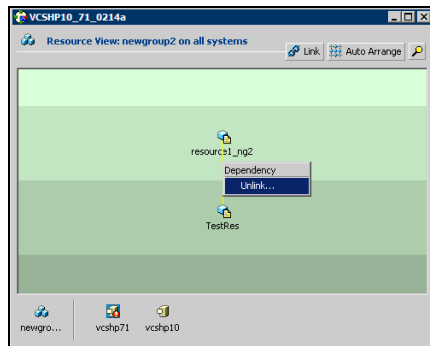 VCSHP10_71_0214a
Resource View: newgroup2 on all systems
Link
Auto Arrange
resource1_ng2
Dependency
Unlink...
TestRes
newgro...
vcshp71
vcshp10